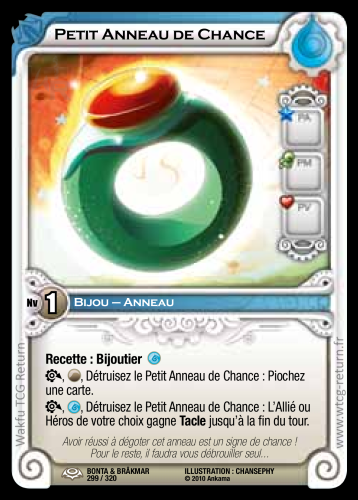 Petit Anneau de Chance
PA
PM
PV
Nv 1
Bijou – Anneau
Recette : Bijoutier
, , Détruisez le Petit Anneau de Chance : Piochez
une carte.
, , Détruisez le Petit Anneau de Chance : L'Allié ou
Héros de votre choix gagne Tacle jusqu'à la fin du tour.
Avoir réussi à dégoter cet anneau est un signe de chance !
Pour le reste, il faudra vous débrouiller seul...
Bonta & Brâkmar
299 / 320
Illustration : Chansephy
© 2010 Ankama
Wakfu TCG Return
www.wtcg-return.fr